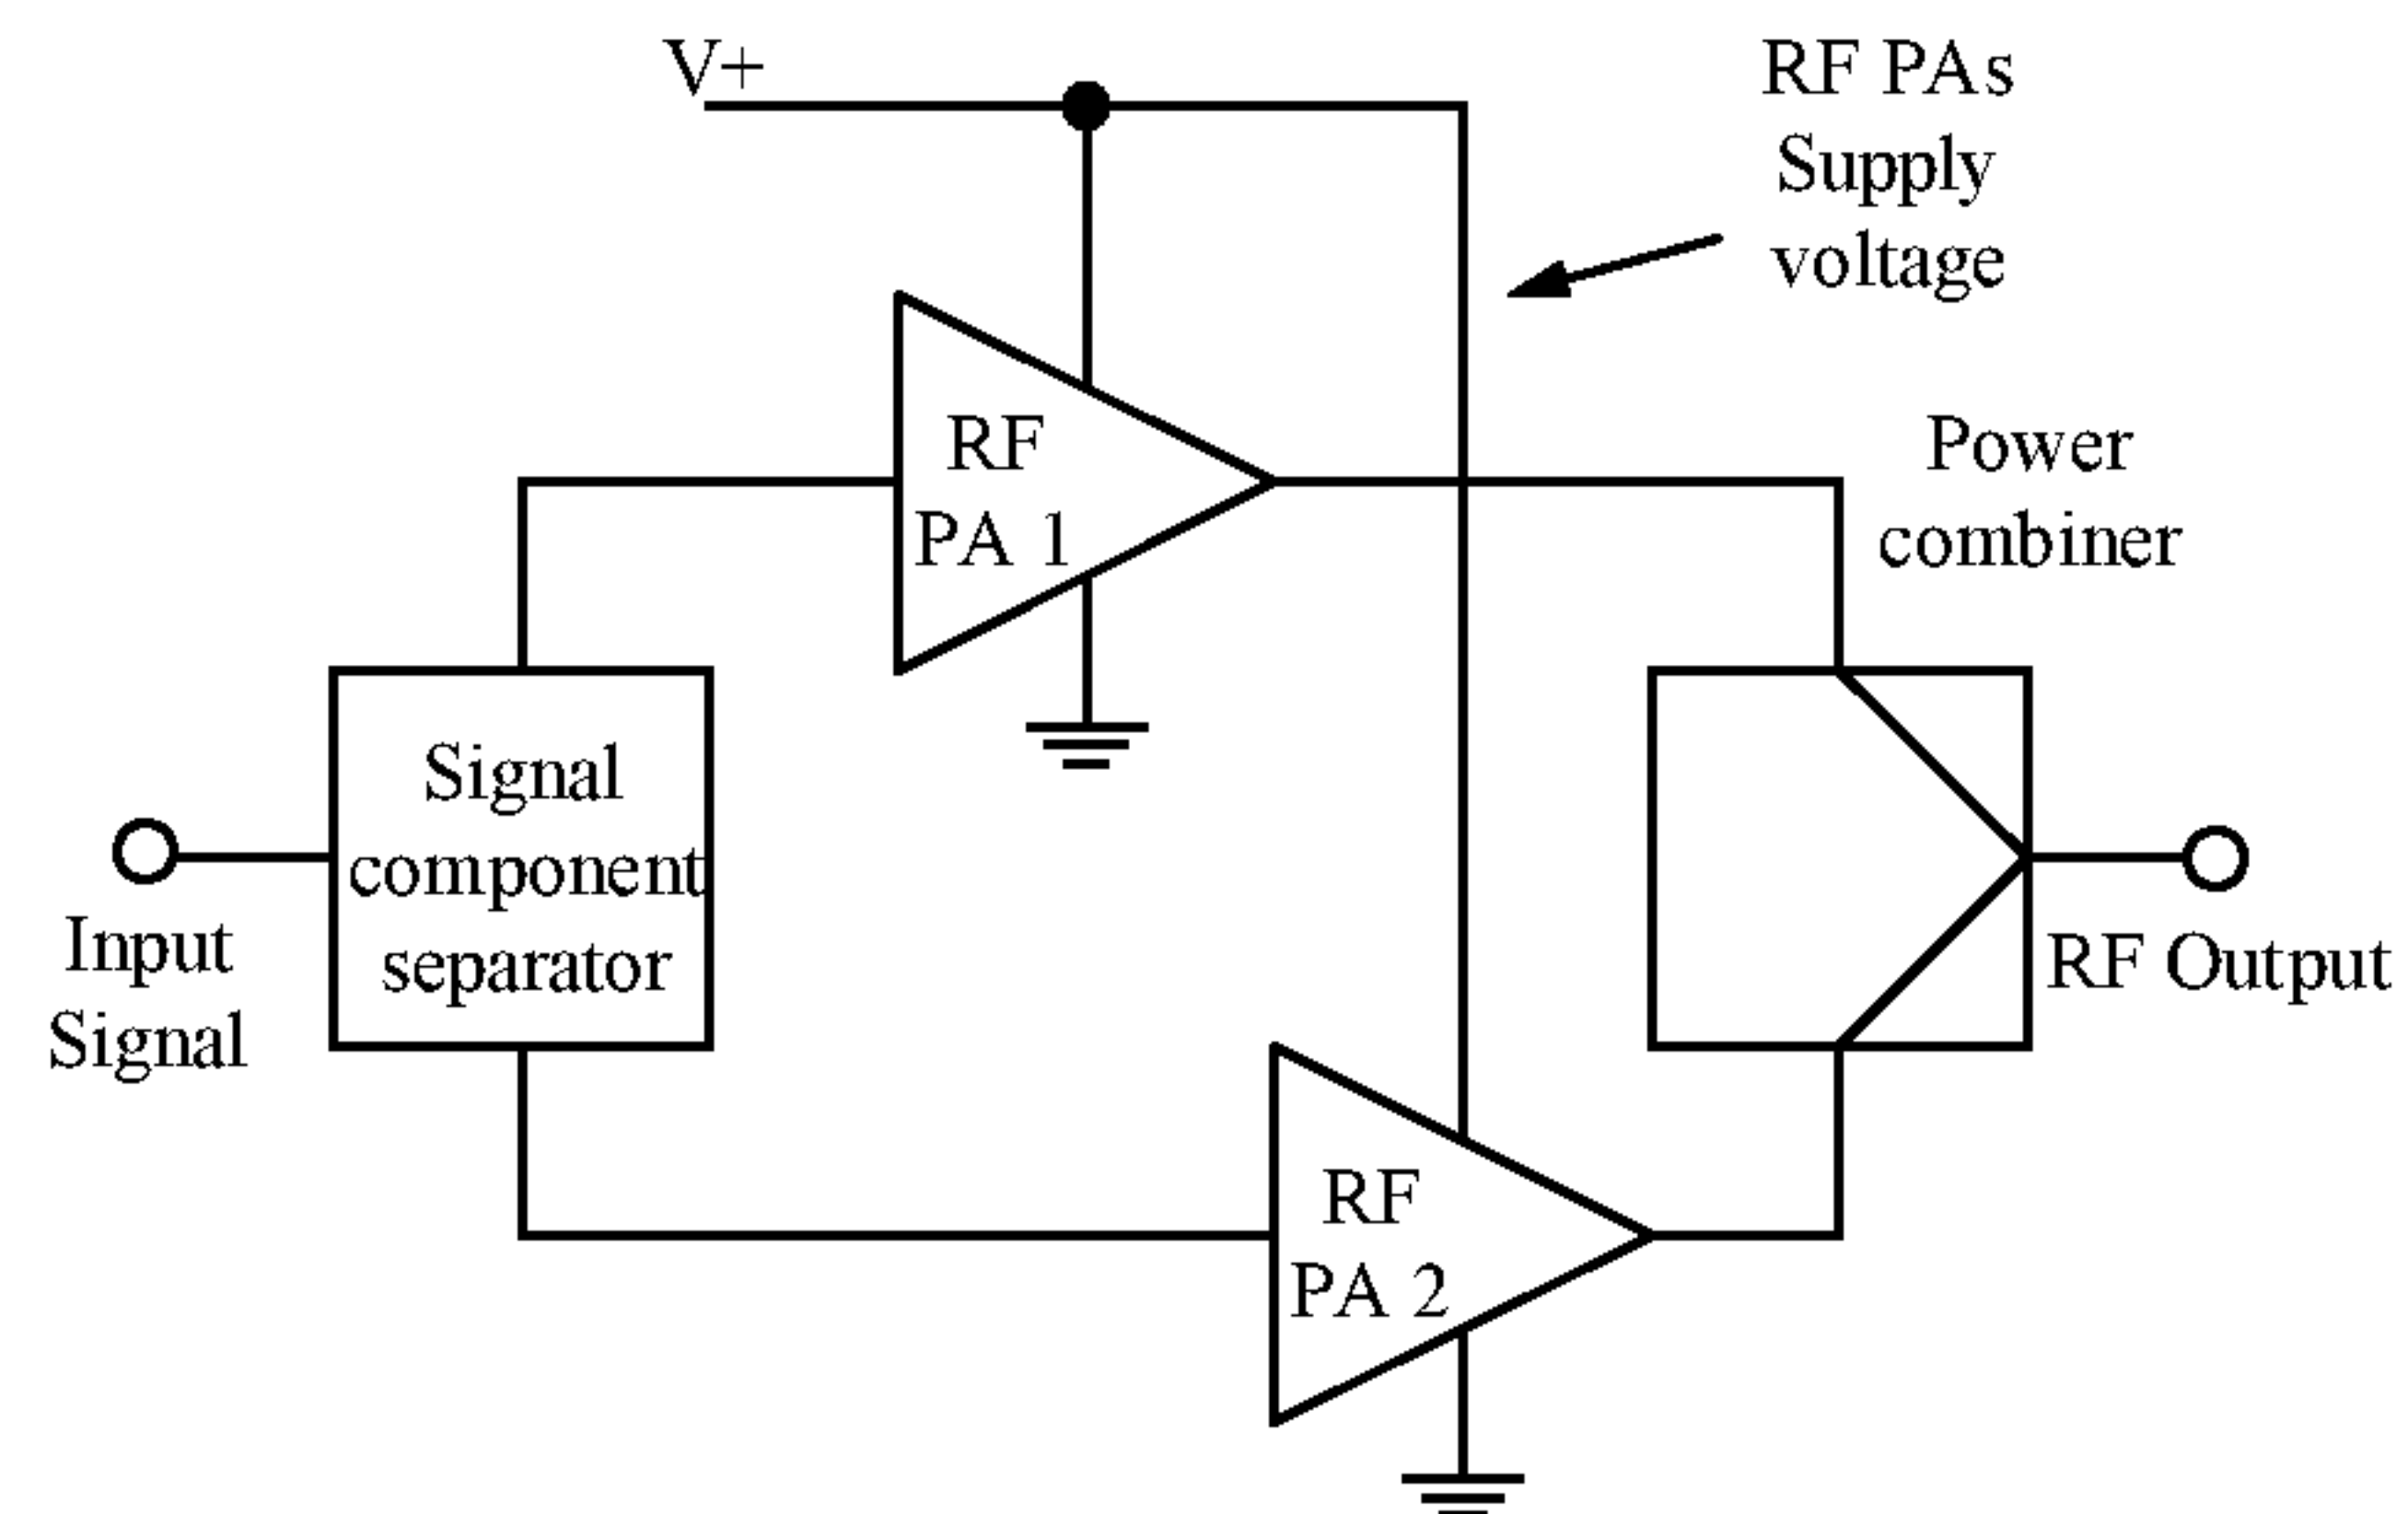 V+
RF PAs
Supply
voltage
RF
PA 1
Power
combiner
Signal
component
separator
Input
Signal
RF Output
RF
PA 2